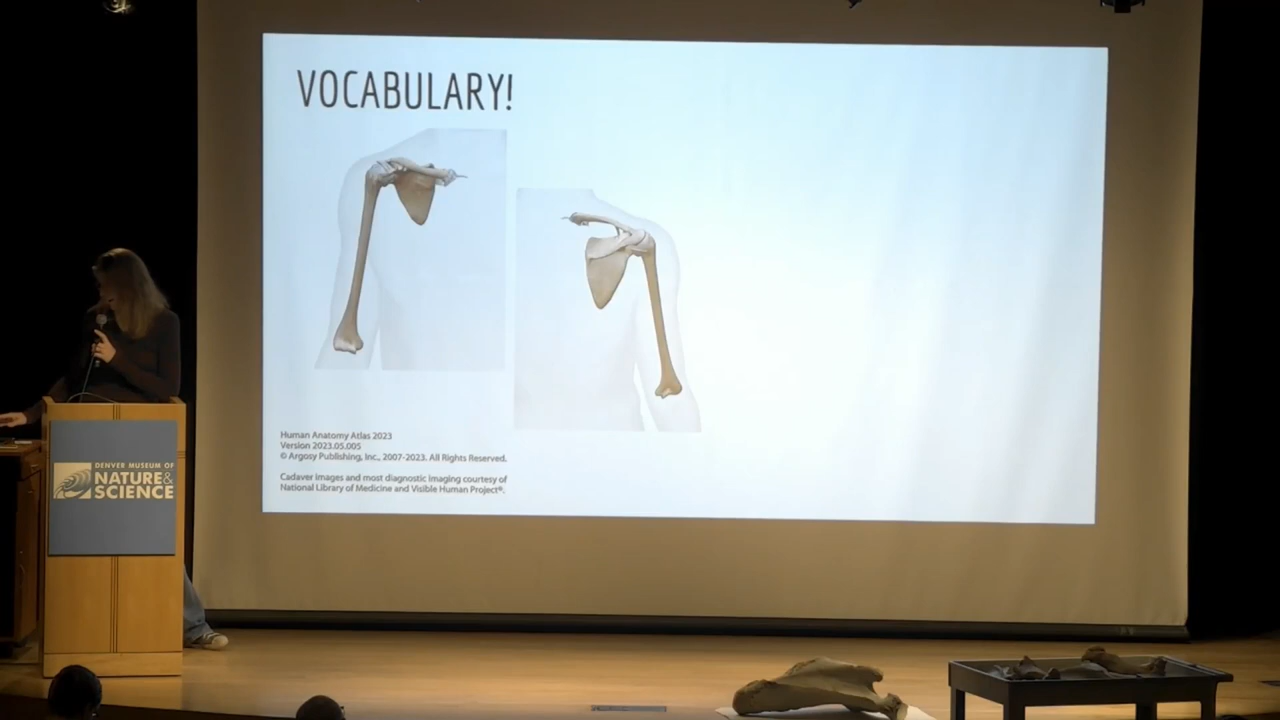 VOCABULARY!
Human Anatomy Atlas 2023
Version 2023.05.005
© Argosy Publishing, Inc., 2007-2023. All Rights Reserved.
Cadaver images and most diagnostic imaging courtesy of
National Library of Medicine and Visible Human Project®.
DENVER MUSEUM OF
NATURE &
SCIENCE